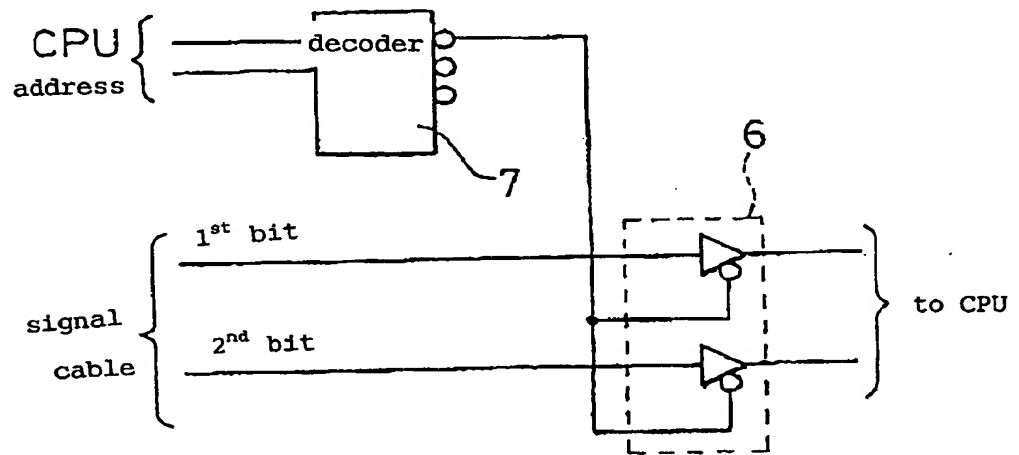 CPU
address
decoder
7
6
1st bit
signal
cable
2nd bit
to CPU